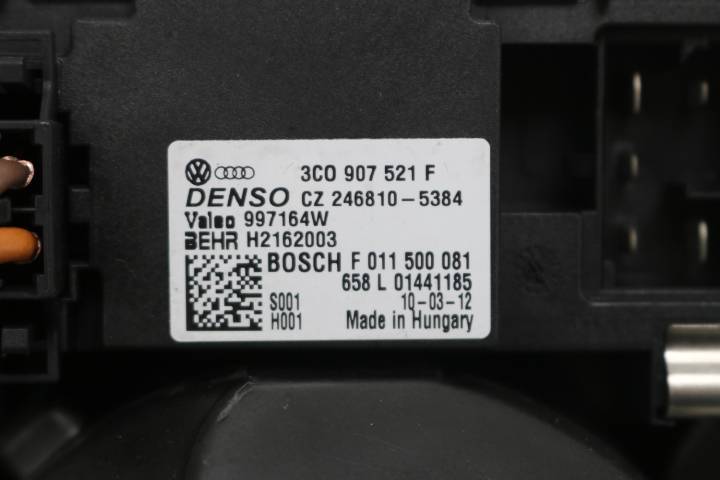 3C0 907 521 F
DENSO CZ 246810-5384
Valeo 997164W
BEHR H2162003
BOSCH F 011 500 081
658 L 01441185
S001 10-03-12
H001 Made in Hungary